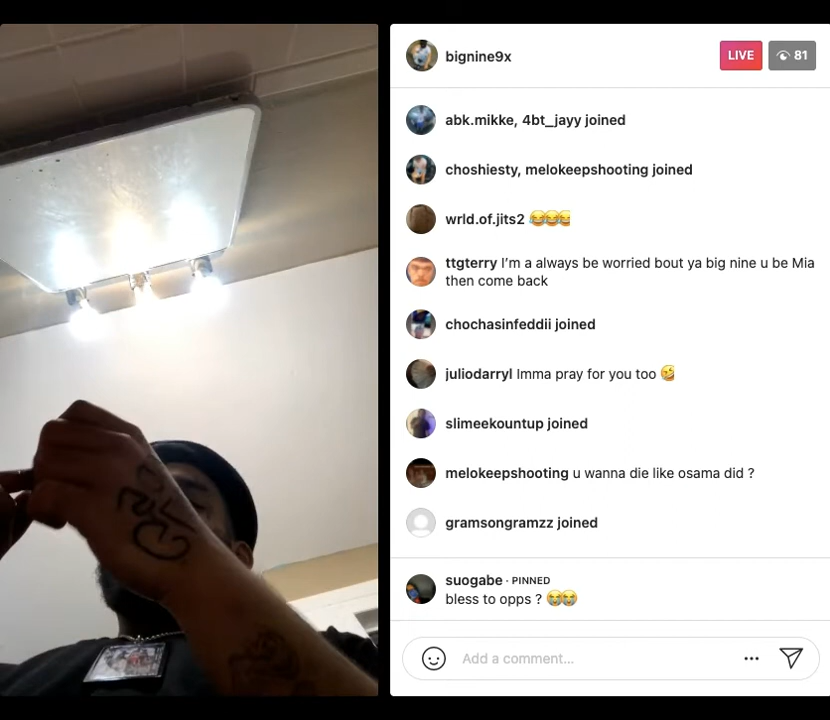 bignine9x
LIVE
81
abk.mikke, 4bt_jayy joined
choshiesty, melokeepshooting joined
wrld.of.jits2 😂😂😂
ttgterry I'm a always be worried bout ya big nine u be Mia
then come back
chochasinfeddii joined
juliodarryl Imma pray for you too 🤣
slimeekountup joined
melokeepshooting u wanna die like osama did ?
gramsongramzz joined
suogabe · PINNED
bless to opps ? 😭😭
Add a comment...